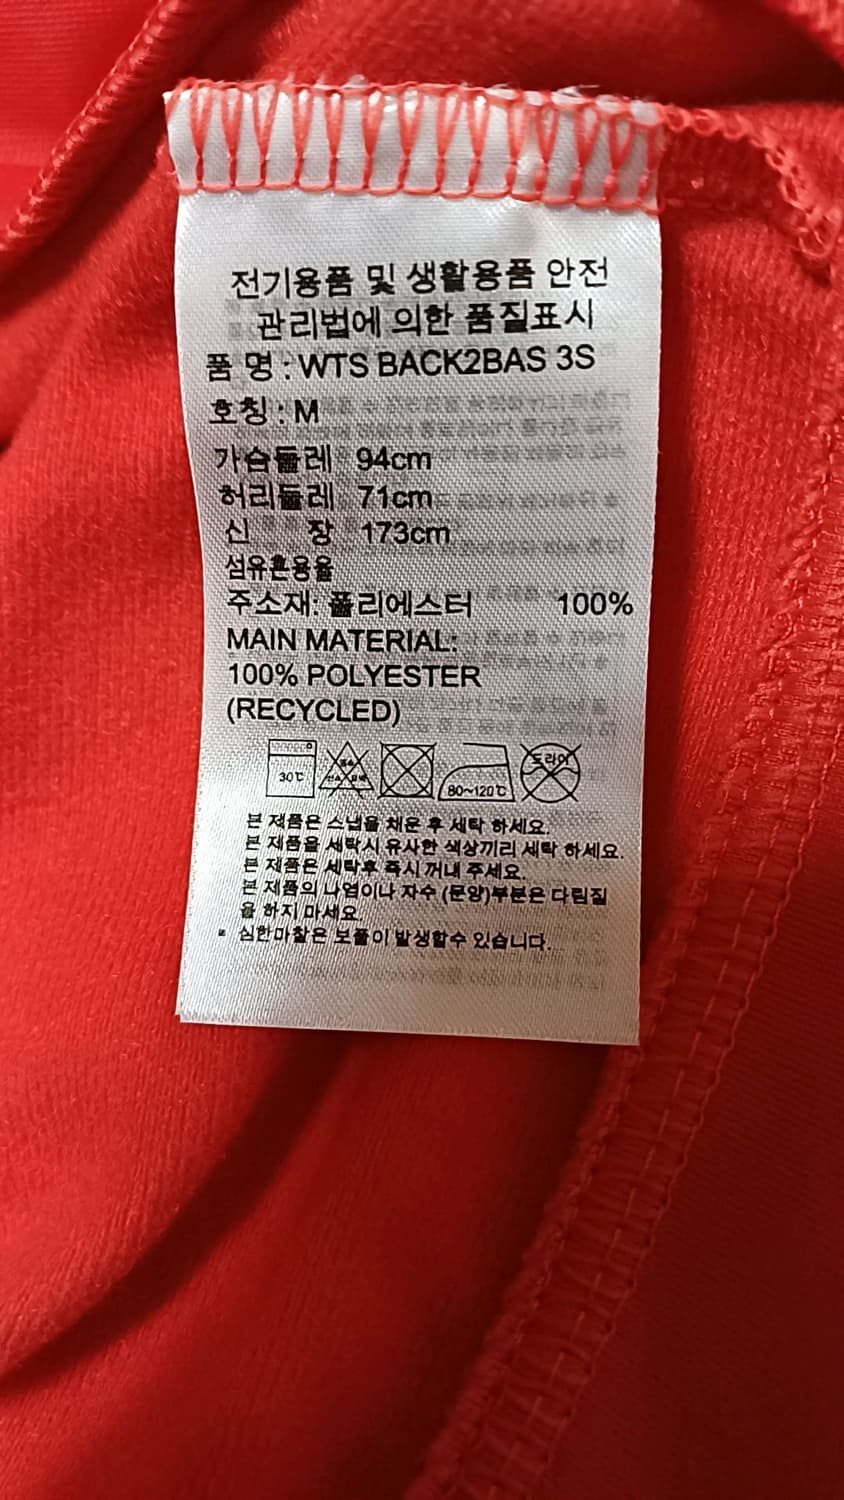 전기용품 및 생활용품 안전
관리법에 의한 품질표시
품 명 : WTS BACK2BAS 3S
호칭 : M
가슴둘레 94cm
허리둘레 71cm
신 장 173cm
섬유혼용율
주소재: 폴리에스터 100%
MAIN MATERIAL:
100% POLYESTER
(RECYCLED)
30℃ 80~120℃ 드라이
본 제품은 스냅을 채운 후 세탁 하세요.
본 제품을 세탁시 유사한 색상끼리 세탁 하세요.
본 제품은 세탁후 즉시 꺼내 주세요.
본 제품의 나염이나 자수 (문양)부분은 다림질
을 하지 마세요.
심한마찰은 보풀이 발생할수 있습니다.